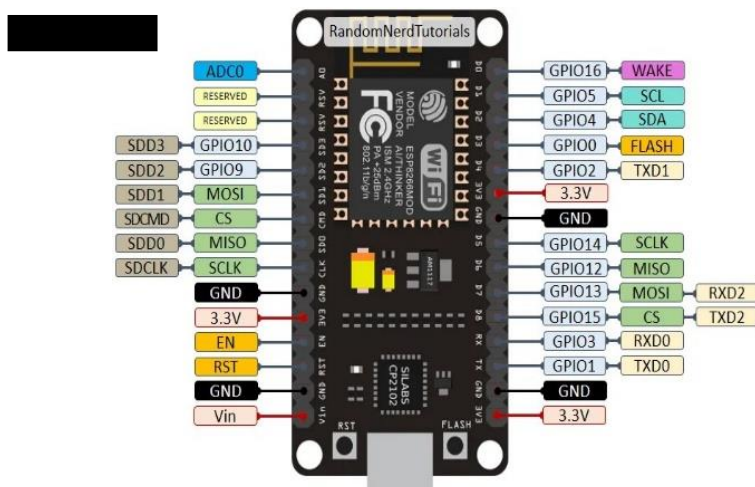 RandomNerdTutorials
ADC0 A0 D0 GPIO16 WAKE
RESERVED RSV D1 GPIO5 SCL
RESERVED RSV D2 GPIO4 SDA
SDD3 GPIO10 SD3 D3 GPIO0 FLASH
SDD2 GPIO9 SD2 D4 GPIO2 TXD1
SDD1 MOSI SD1 3V3 3.3V
SDCMD CS CMD GND GND
SDD0 MISO SD0 D5 GPIO14 SCLK
SDCLK SCLK CLK D6 GPIO12 MISO
GND GND D7 GPIO13 MOSI RXD2
3.3V 3V3 D8 GPIO15 CS TXD2
EN EN RX GPIO3 RXD0
RST RST TX GPIO1 TXD0
GND GND GND GND
Vin Vin 3V3 3.3V
MODEL ESP8266MOD
VENDOR AI/THINKER
ISM 2.4GHz
PA +25dBm
802.11b/g/n
FC
Wi Fi
AM1117
SiLABS
CP2102
RST FLASH